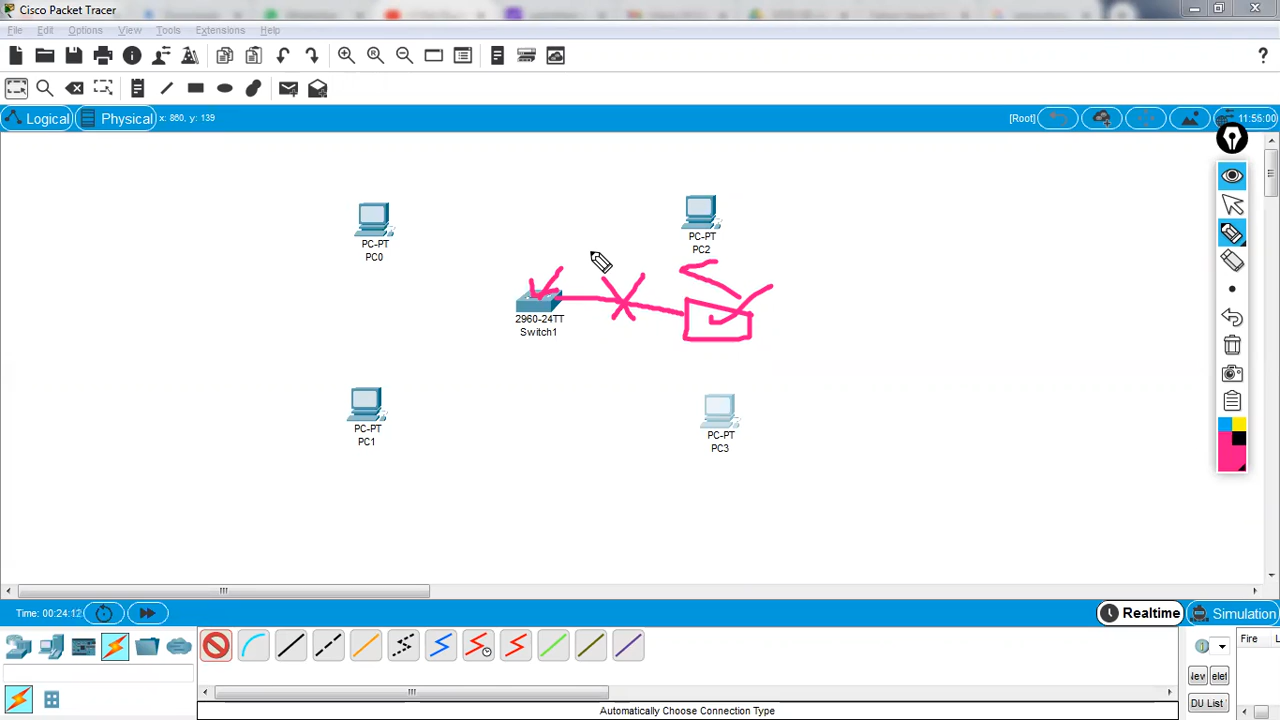 Cisco Packet Tracer
File Edit Options View Tools Extensions Help
?
Logical Physical x: 860, y: 139 [Root] 11:55:00
PC-PT
PC0
PC-PT
PC2
2960-24TT
Switch1
PC-PT
PC1
PC-PT
PC3
Time: 00:24:12 Realtime Simulation
Fire
DU List
Automatically Choose Connection Type